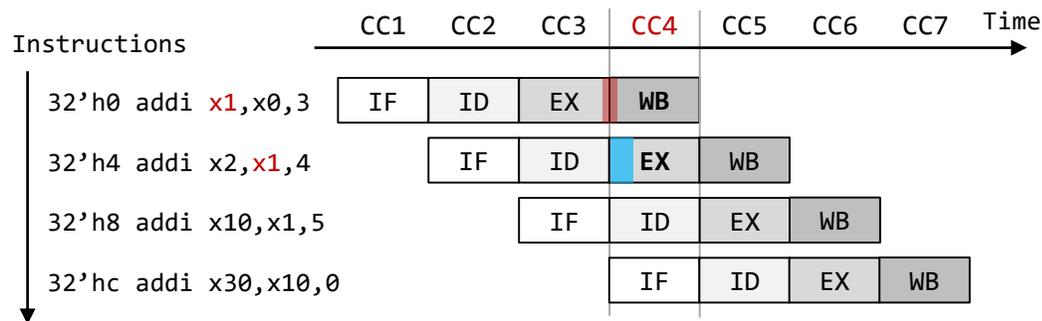 CC1 CC2 CC3 CC4 CC5 CC6 CC7 Time
Instructions
32’h0 addi x1,x0,3 IF ID EX WB
32’h4 addi x2,x1,4 IF ID EX WB
32’h8 addi x10,x1,5 IF ID EX WB
32’hc addi x30,x10,0 IF ID EX WB